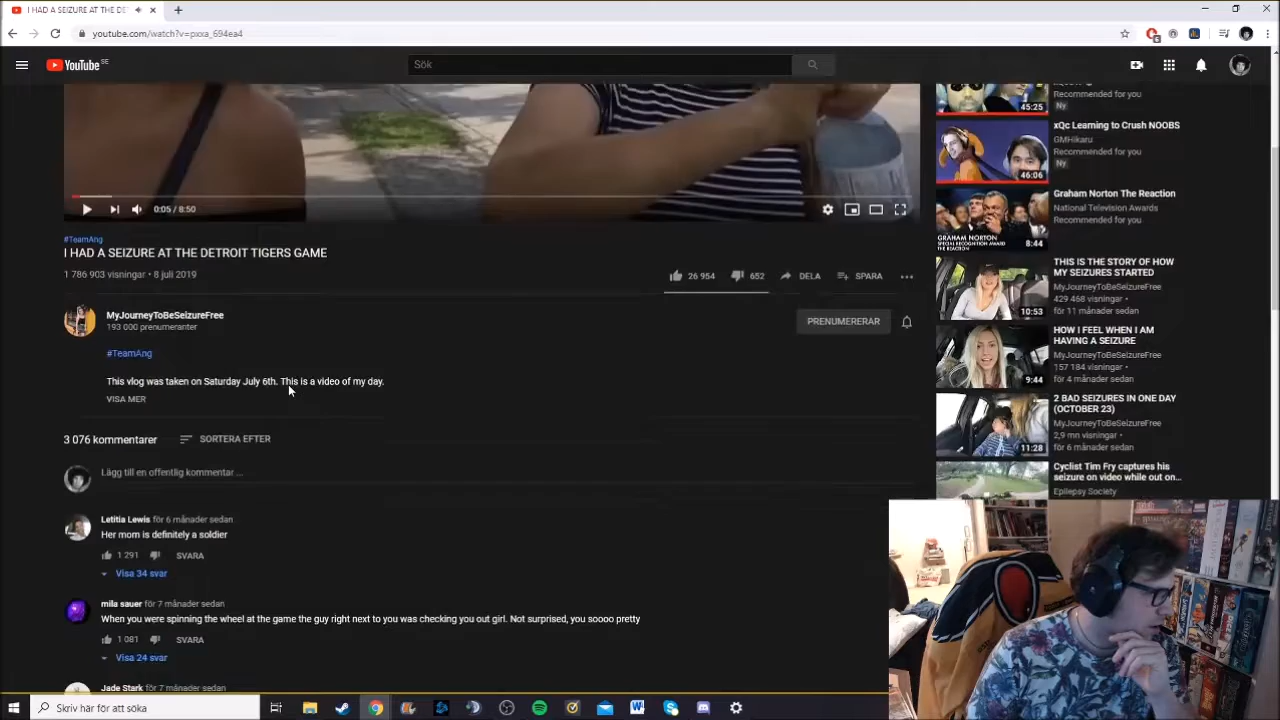 I HAD A SEIZURE AT THE DE
youtube.com/watch?v=pxxa_694ea4
YouTube SE
Sök
#TeamAng
I HAD A SEIZURE AT THE DETROIT TIGERS GAME
1 786 903 visningar • 8 juli 2019
26 954
652
DELA
SPARA
MyJourneyToBeSeizureFree
193 000 prenumeranter
PRENUMERERAR
#TeamAng
This vlog was taken on Saturday July 6th. This is a video of my day.
VISA MER
3 076 kommentarer
SORTERA EFTER
Lägg till en offentlig kommentar ...
Letitia Lewis för 6 månader sedan
Her mom is definitely a soldier
1 291
SVARA
Visa 34 svar
mila sauer för 7 månader sedan
When you were spinning the wheel at the game the guy right next to you was checking you out girl. Not surprised, you soooo pretty
1 081
SVARA
Visa 24 svar
Jade Stark för 7 månader sedan
0:05 / 8:50
45:25
Recommended for you
Ny
46:06
xQc Learning to Crush NOOBS
GMHikaru
Recommended for you
Ny
GRAHAM NORTON
SPECIAL RECOGNITION AWARD
THE REACTION
8:44
Graham Norton The Reaction
National Television Awards
Recommended for you
10:53
THIS IS THE STORY OF HOW
MY SEIZURES STARTED
MyJourneyToBeSeizureFree
429 468 visningar •
för 11 månader sedan
9:44
HOW I FEEL WHEN I AM
HAVING A SEIZURE
MyJourneyToBeSeizureFree
157 184 visningar •
för 4 månader sedan
11:28
2 BAD SEIZURES IN ONE DAY
(OCTOBER 23)
MyJourneyToBeSeizureFree
2,9 mn visningar •
för 6 månader sedan
Cyclist Tim Fry captures his
seizure on video while out on...
Epilepsy Society
Skriv här för att söka